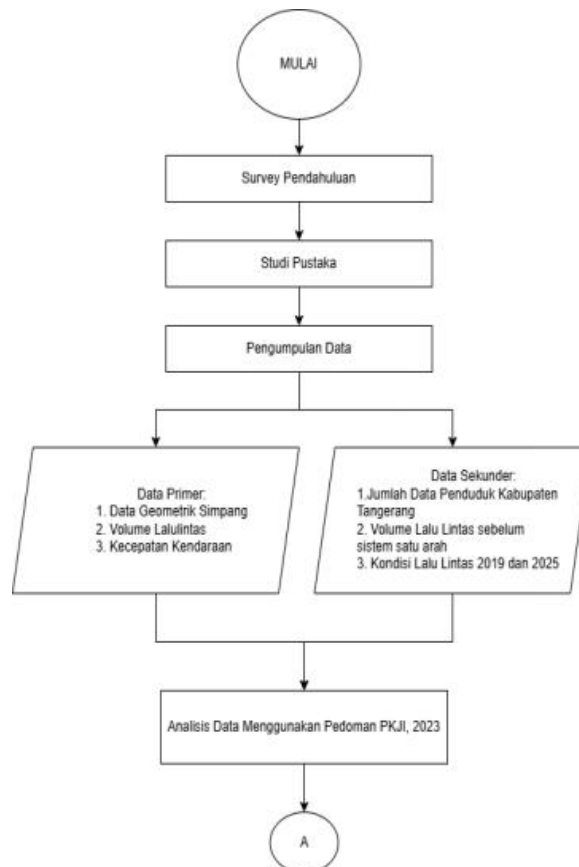 MULAI
Survey Pendahuluan
Studi Pustaka
Pengumpulan Data
Data Primer:
1. Data Geometrik Simpang
2. Volume Lalulintas
3. Kecepatan Kendaraan
Data Sekunder:
1.Jumlah Data Penduduk Kabupaten
Tangerang
2. Volume Lalu Lintas sebelum
sistem satu arah
3. Kondisi Lalu Lintas 2019 dan 2025
Analisis Data Menggunakan Pedoman PKJI, 2023
A